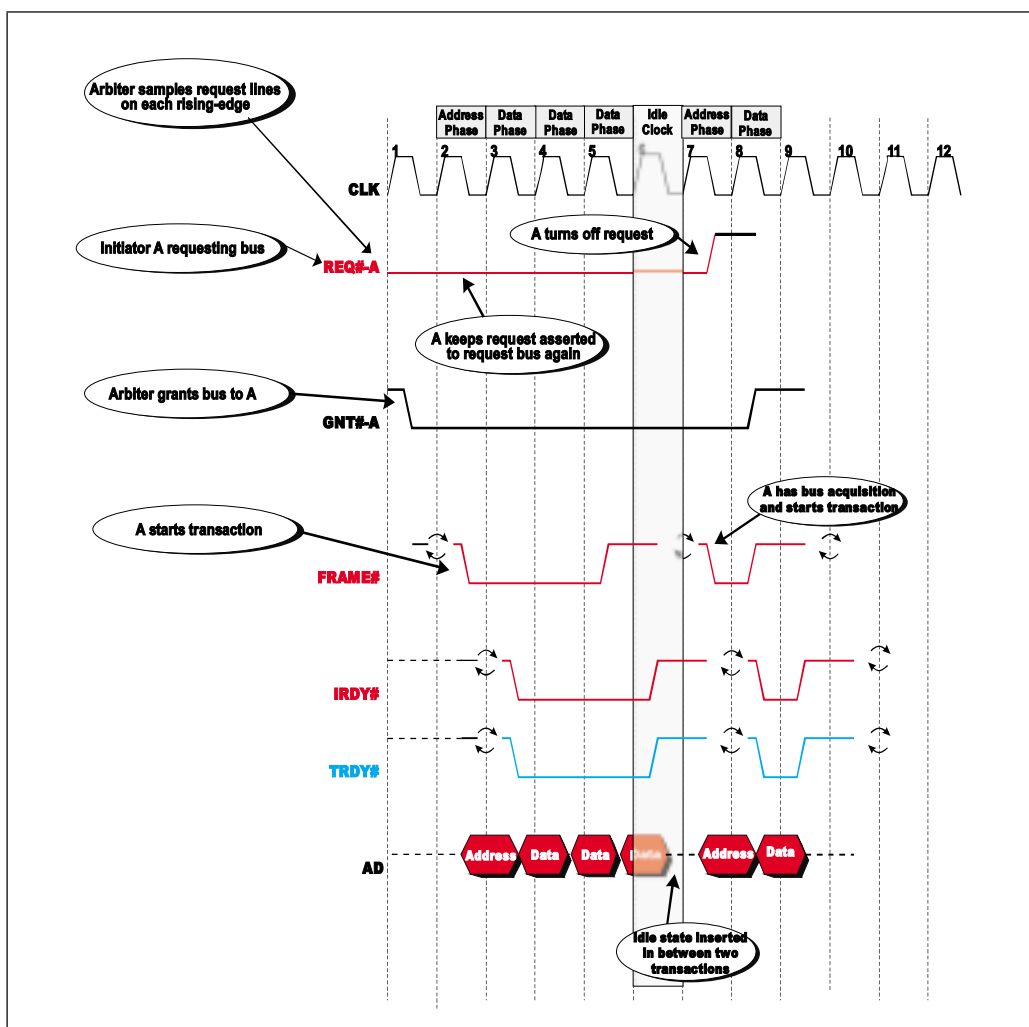 Arbiter samples request lines
on each rising-edge
Address
Phase
Data
Phase
Data
Phase
Data
Phase
Idle
Clock
Address
Phase
Data
Phase
1 2 3 4 5 6 7 8 9 10 11 12
CLK
Initiator A requesting bus
A turns off request
REQ#-A
A keeps request asserted
to request bus again
Arbiter grants bus to A
GNT#-A
A has bus acquisition
and starts transaction
A starts transaction
FRAME#
IRDY#
TRDY#
Address Data Data Data Address Data
AD
Idle state inserted
in between two
transactions